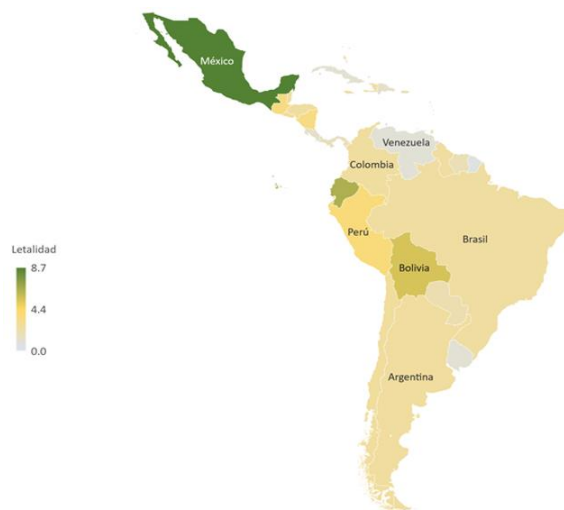 México
Venezuela
Colombia
Perú
Brasil
Bolivia
Argentina
Letalidad
8.7
4.4
0.0